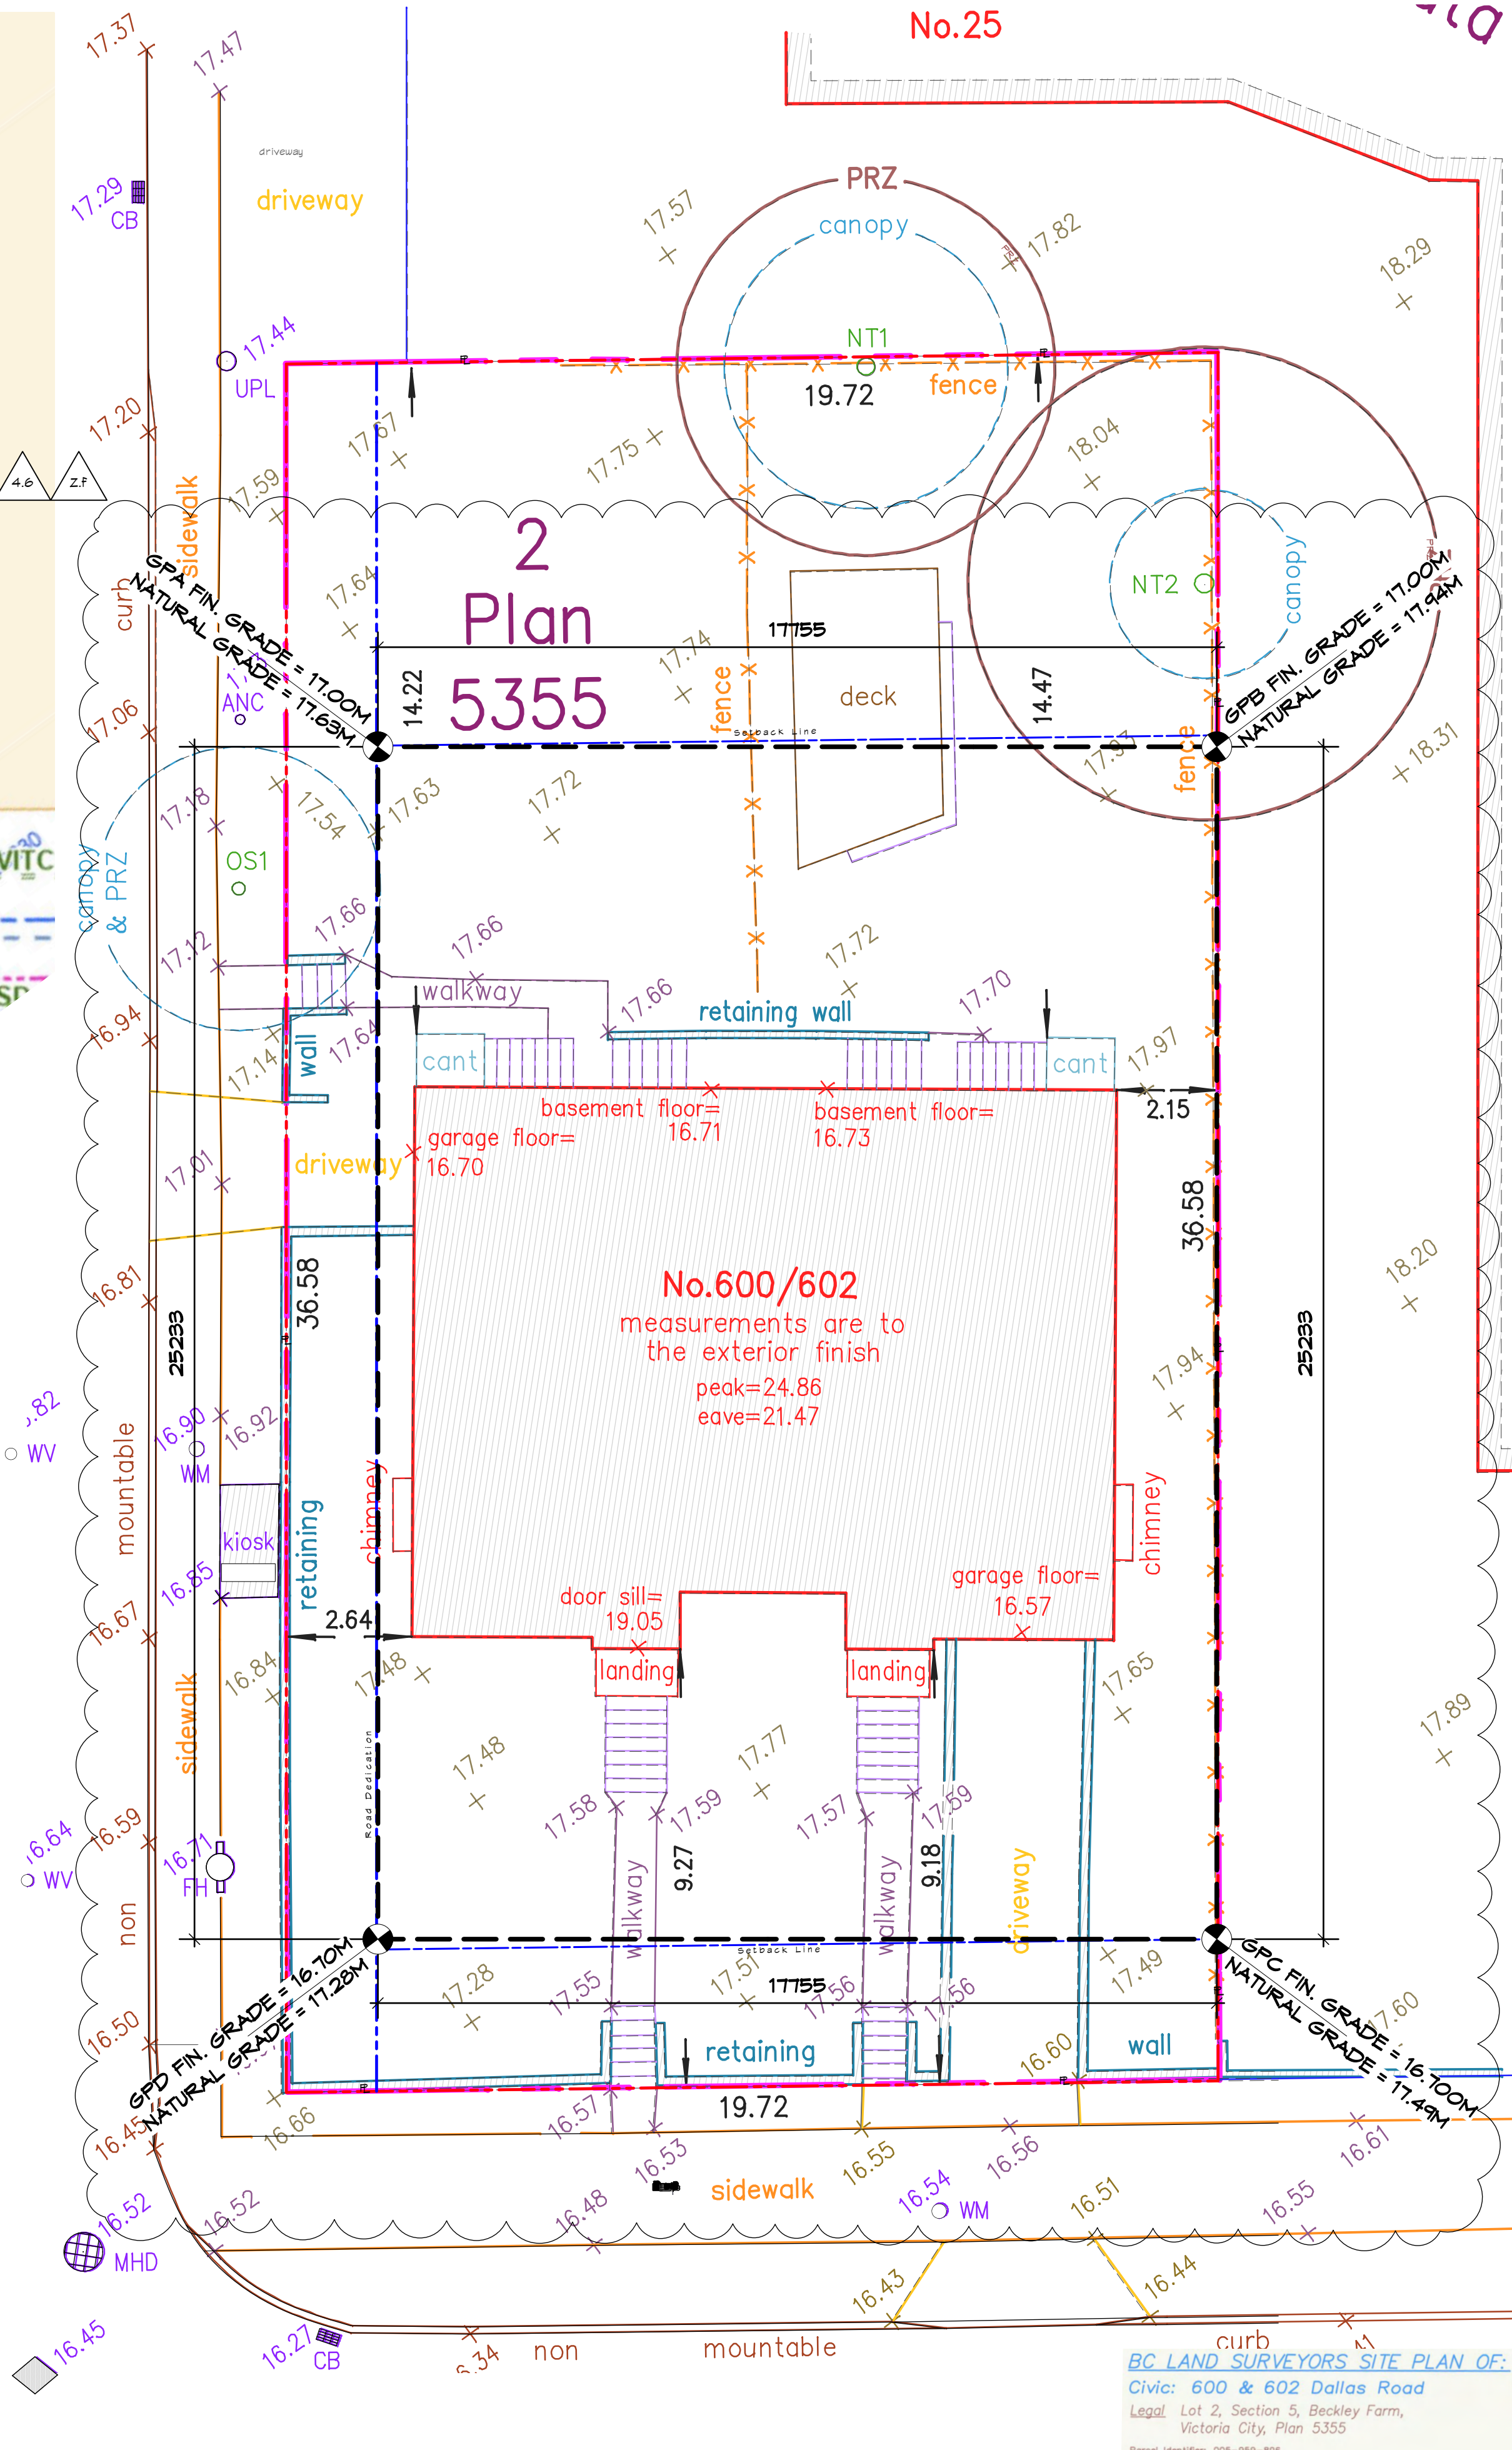 No.25
17.37
17.47
driveway
driveway
17.29
CB
PRZ
17.57
canopy
17.82
18.29
17.44
UPL
NT1
19.72
fence
17.20
17.67
17.75
18.04
4.6
Z.f
17.59
sidewalk
2
Plan
5355
curb
17.64
NT2
canopy
GPA FIN. GRADE = 17.00M
NATURAL GRADE = 17.63M
GPB FIN. GRADE = 17.00M
NATURAL GRADE = 17.94M
17755
17.74
deck
ANC
14.22
14.47
fence
Setback Line
fence
17.06
17.97
18.31
17.18
17.54
17.63
17.72
OS1
canopy
& PRZ
VITC
17.66
17.66
17.72
17.12
walkway
17.66
retaining wall
17.70
16.94
17.14
wall
17.64
cant
cant
17.97
2.15
basement floor=
16.71
basement floor=
16.73
garage floor=
16.70
driveway
17.01
36.58
36.58
16.81
25233
25233
No.600/602
measurements are to
the exterior finish
peak=24.86
eave=21.47
18.20
17.94
.82
WV
16.90
16.92
WM
mountable
kiosk
retaining
chimney
chimney
16.85
door sill=
19.05
garage floor=
16.57
16.67
2.64
landing
landing
16.84
17.48
17.65
sidewalk
Road Dedication
17.48
17.77
17.89
17.58
17.59
17.57
17.59
16.64
WV
16.59
16.71
FH
9.27
9.18
walkway
walkway
driveway
non
Setback Line
17.28
17.55
17.51
17755
17.56
17.56
17.49
GPD FIN. GRADE = 16.70M
NATURAL GRADE = 17.28M
GPC FIN. GRADE = 16.700M
NATURAL GRADE = 17.49M
17.60
16.50
retaining
16.60
wall
16.45
16.66
16.57
19.72
16.53
16.55
16.56
16.61
sidewalk
16.54
WM
16.51
16.55
16.52
MHD
16.52
16.48
16.43
16.44
16.45
16.27
CB
6.34
non
mountable
curb
BC LAND SURVEYORS SITE PLAN OF:
Civic: 600 & 602 Dallas Road
Legal Lot 2, Section 5, Beckley Farm,
Victoria City, Plan 5355